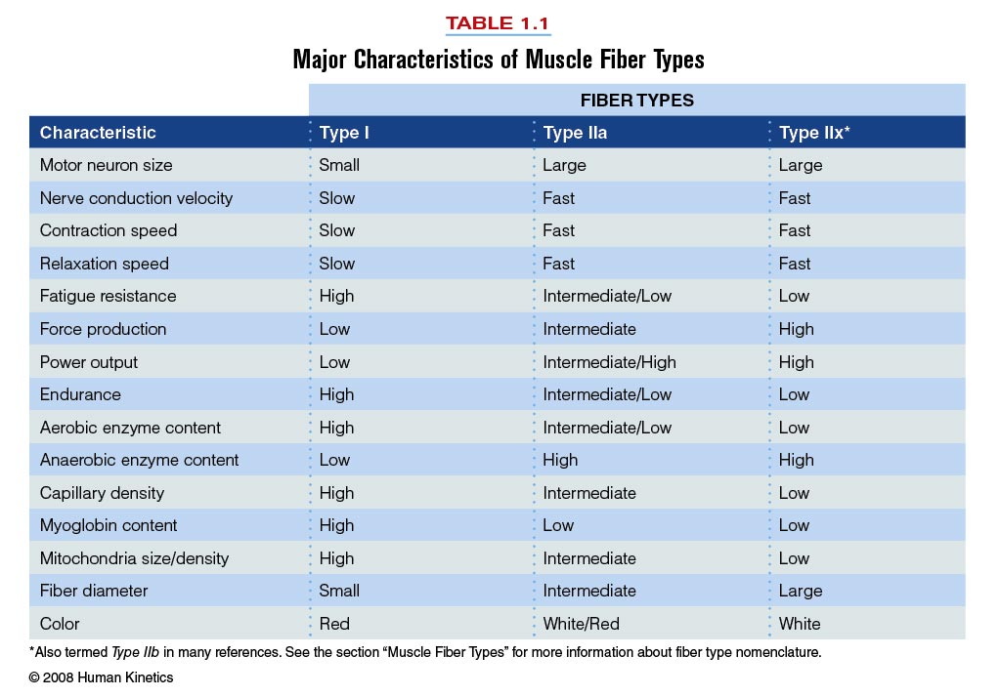 TABLE 1.1
Major Characteristics of Muscle Fiber Types
FIBER TYPES
Characteristic Type I Type IIa Type IIx*
Motor neuron size Small Large Large
Nerve conduction velocity Slow Fast Fast
Contraction speed Slow Fast Fast
Relaxation speed Slow Fast Fast
Fatigue resistance High Intermediate/Low Low
Force production Low Intermediate High
Power output Low Intermediate/High High
Endurance High Intermediate/Low Low
Aerobic enzyme content High Intermediate/Low Low
Anaerobic enzyme content Low High High
Capillary density High Intermediate Low
Myoglobin content High Low Low
Mitochondria size/density High Intermediate Low
Fiber diameter Small Intermediate Large
Color Red White/Red White
*Also termed Type IIb in many references. See the section “Muscle Fiber Types” for more information about fiber type nomenclature.
© 2008 Human Kinetics